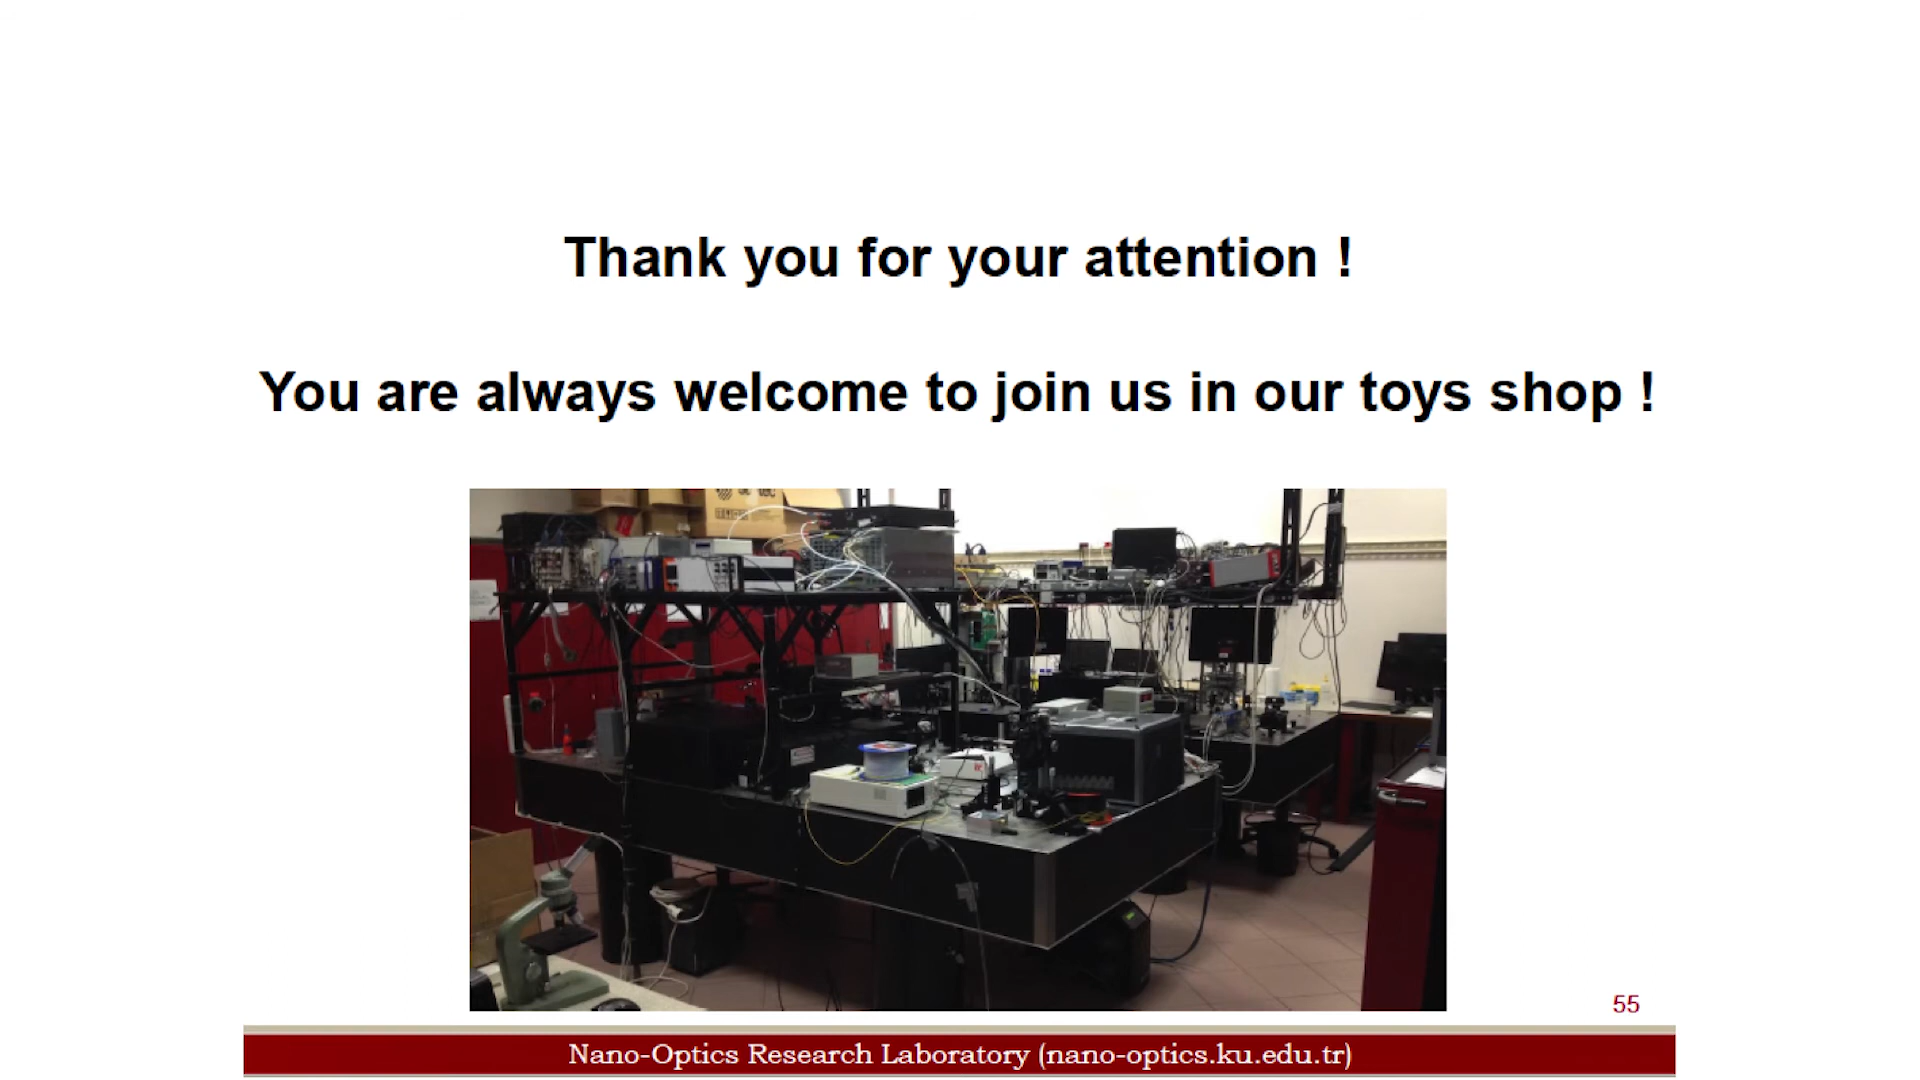 Thank you for your attention !
You are always welcome to join us in our toys shop !
55
Nano-Optics Research Laboratory (nano-optics.ku.edu.tr)